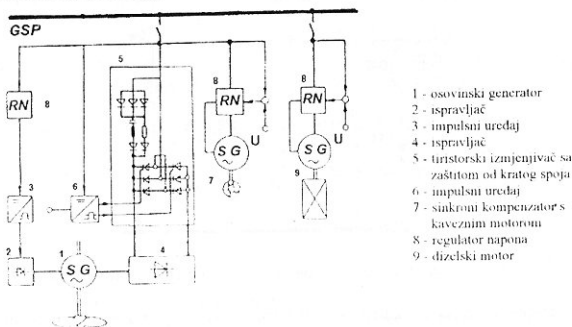 GSP
5
8
8
RN
8
RN
RN
U
U
SG
SG
3
6
7
9
2
1
4
SG
1 - osovinski generator
2 - ispravljač
3 - impulsni uređaj
4 - ispravljač
5 - tiristorski izmjenjivač sa
zaštitom od kratog spoja
6 - impulsni uređaj
7 - sinkroni kompenzator s
kaveznim motorom
8 - regulator napona
9 - dizelski motor